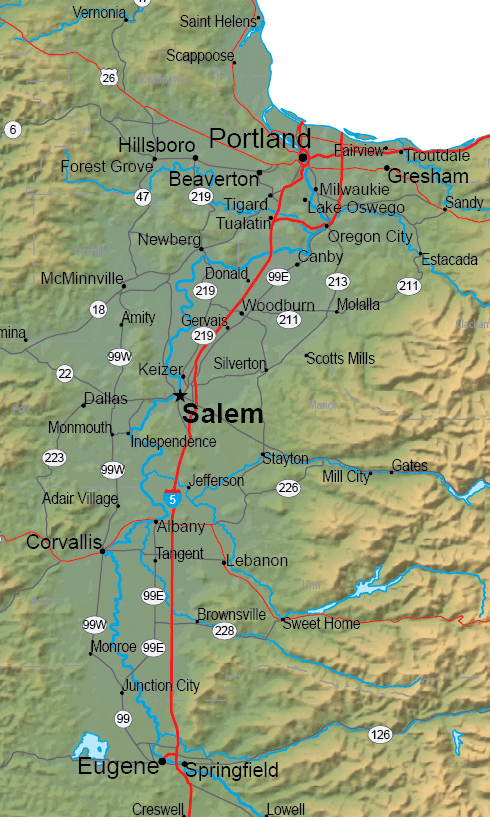 47
Vernonia
Saint Helens
Scappoose
26
6
Portland
Hillsboro
Fairview
Troutdale
Forest Grove
Gresham
Beaverton
Milwaukie
47
219
Tigard
Lake Oswego
Sandy
Tualatin
Oregon City
Newberg
Canby
Estacada
McMinnville
Donald
99E
213
211
219
18
Woodburn
Molalla
Amity
Gervais
211
mina
219
99W
Scotts Mills
Silverton
22
Keizer
Dallas
Salem
Marion
Monmouth
Independence
223
Stayton
99W
Gates
Mill City
Jefferson
226
Adair Village
5
Albany
Corvallis
Tangent
Lebanon
Linn
99E
Brownsville
99W
228
Sweet Home
Monroe
99E
Junction City
99
126
Eugene
Springfield
Creswell
Lowell